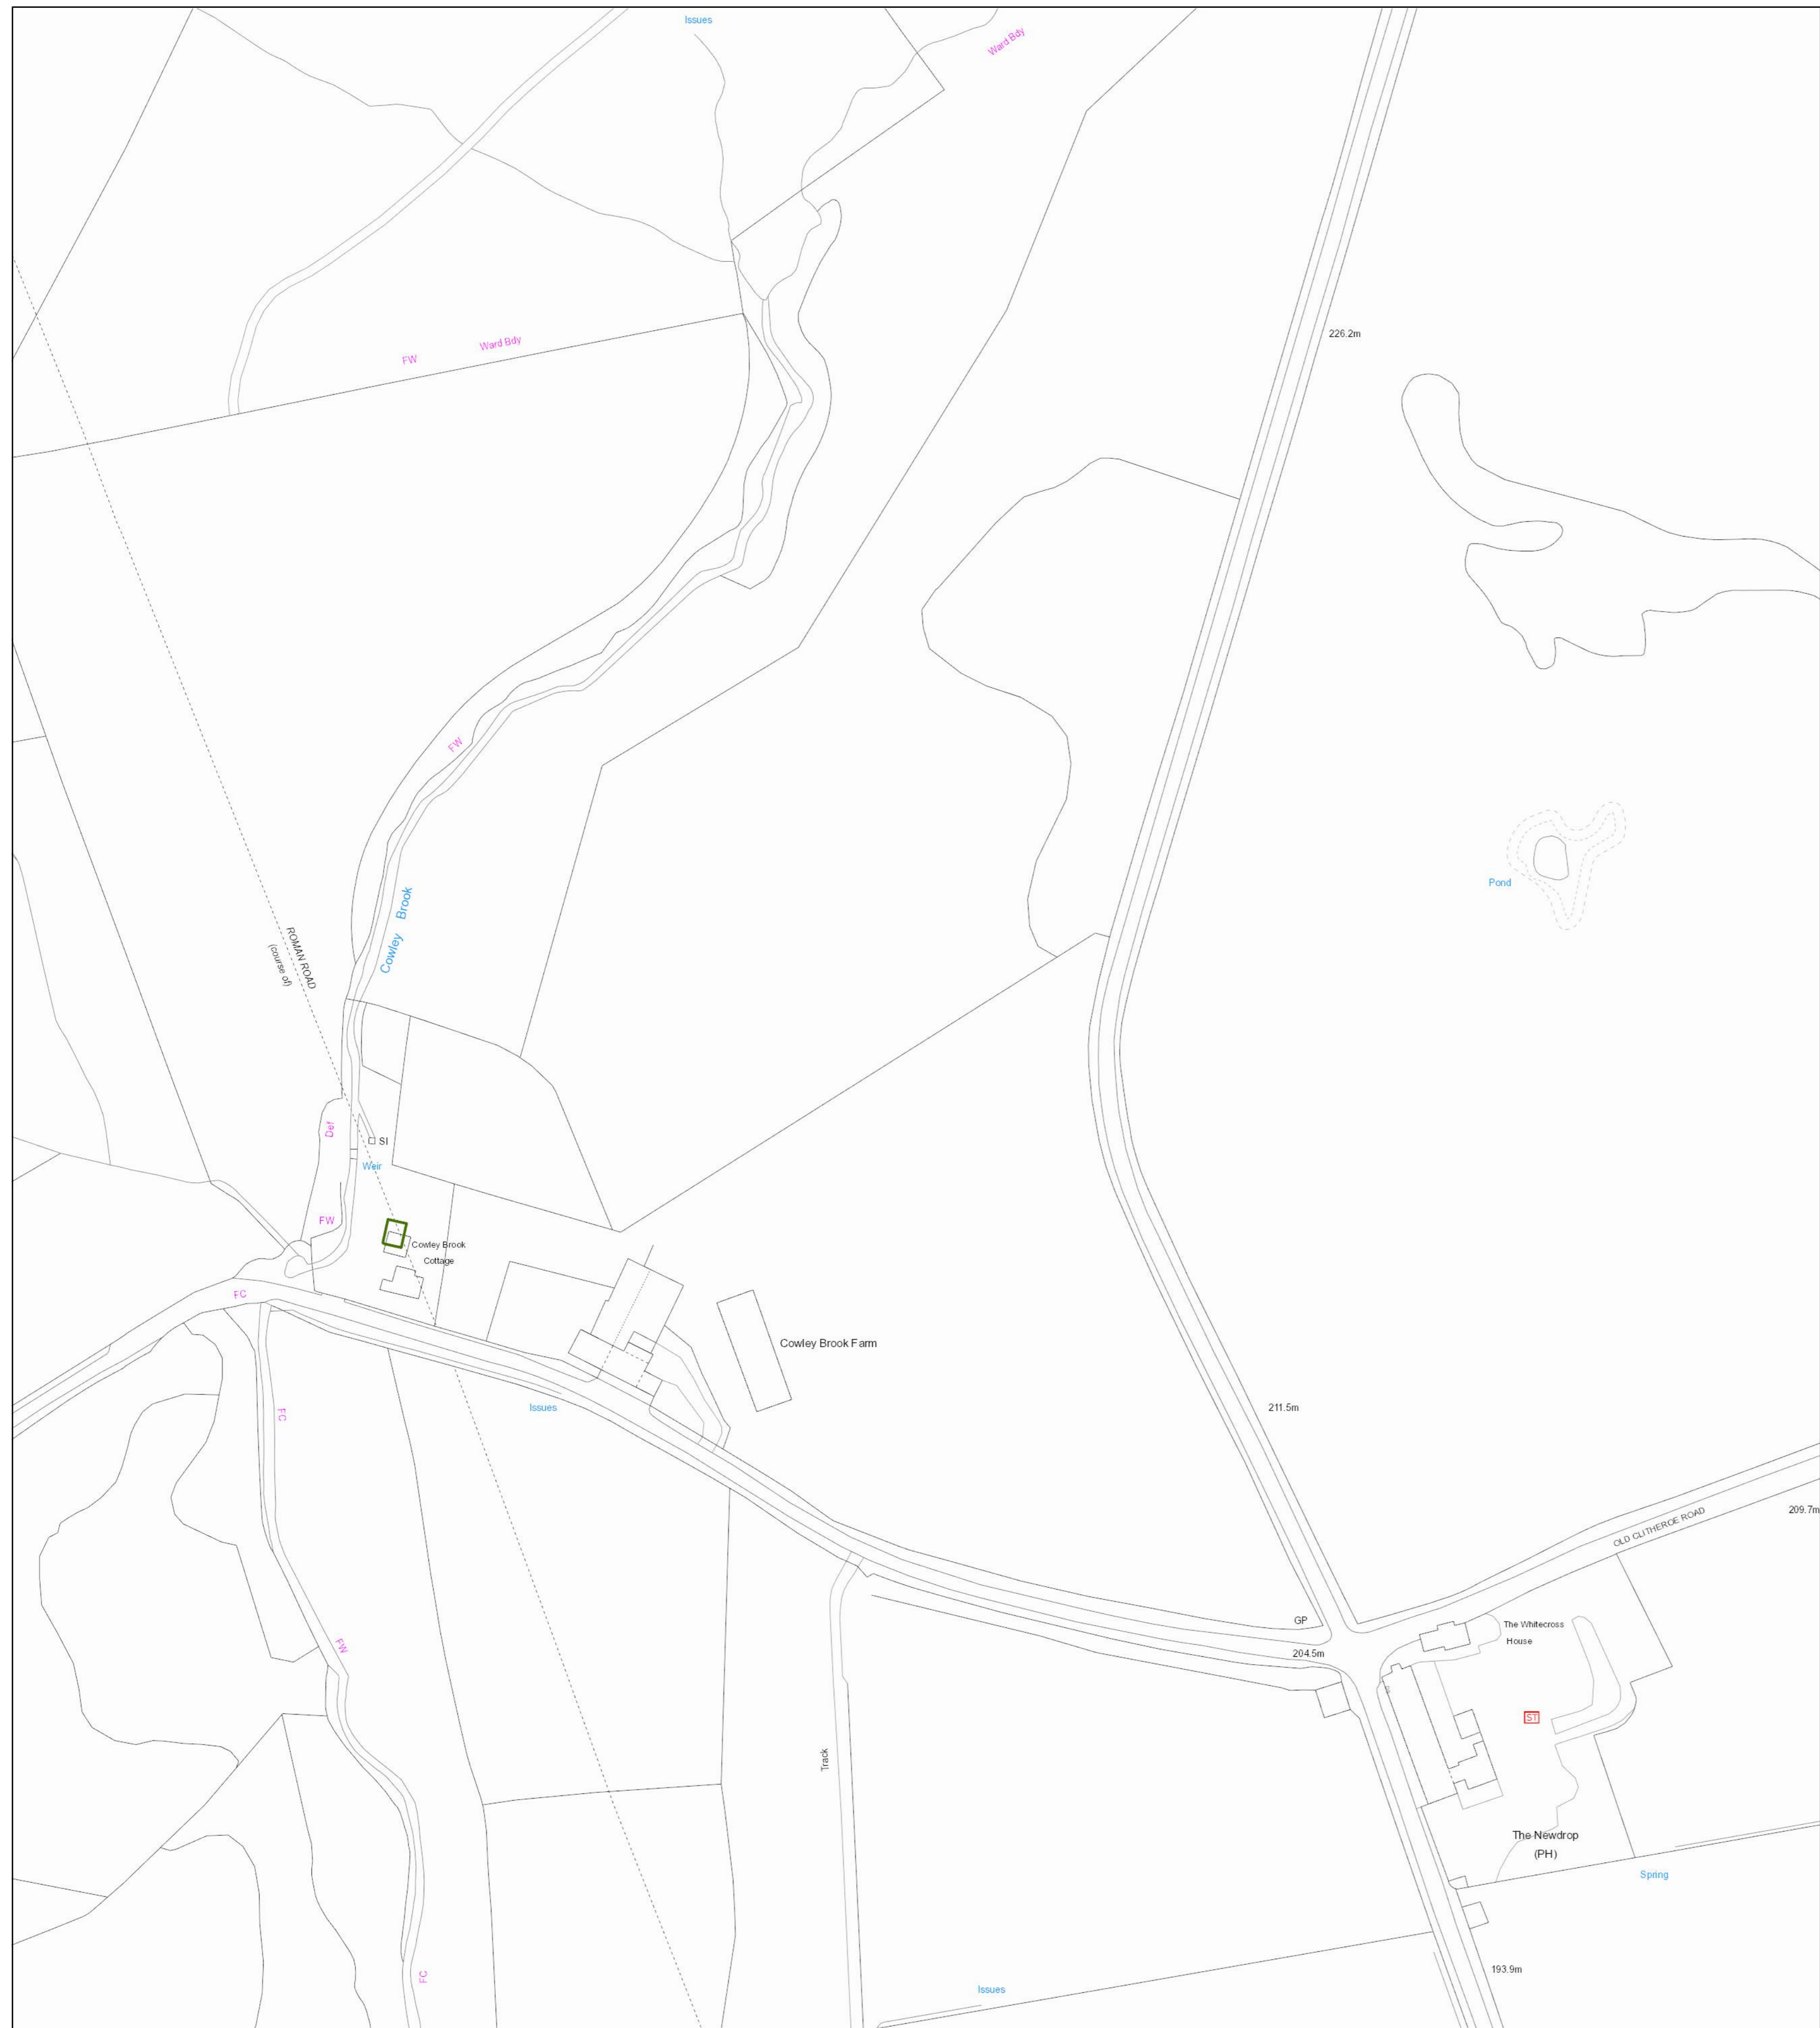 Issues
Ward Bdy
226.2m
Ward Bdy
FW
FW
Pond
Cowley Brook
ROMAN ROAD
(course of)
Def
SI
Weir
FW
Cowley Brook
Cottage
FC
Cowley Brook Farm
Issues
FC
211.5m
209.7m
OLD CLITHEROE ROAD
GP
The Whitecross
House
204.5m
FW
ST
Track
The Newdrop
(PH)
Spring
193.9m
FC
Issues